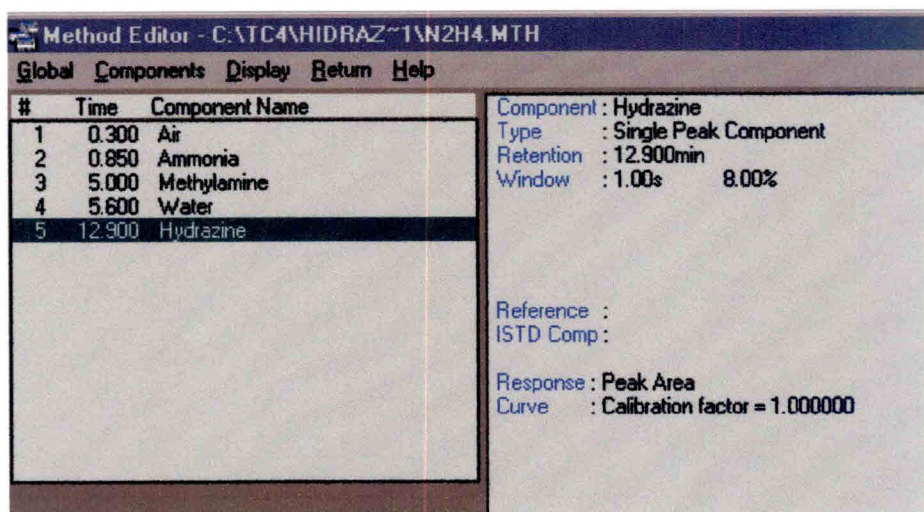 Method Editor - C:\TC4\HIDRAZ~1\N2H4.MTH
Global Components Display Return Help
# Time Component Name
1 0.300 Air
2 0.850 Ammonia
3 5.000 Methylamine
4 5.600 Water
5 12.900 Hydrazine
Component : Hydrazine
Type : Single Peak Component
Retention : 12.900min
Window : 1.00s 8.00%
Reference :
ISTD Comp :
Response : Peak Area
Curve : Calibration factor = 1.000000